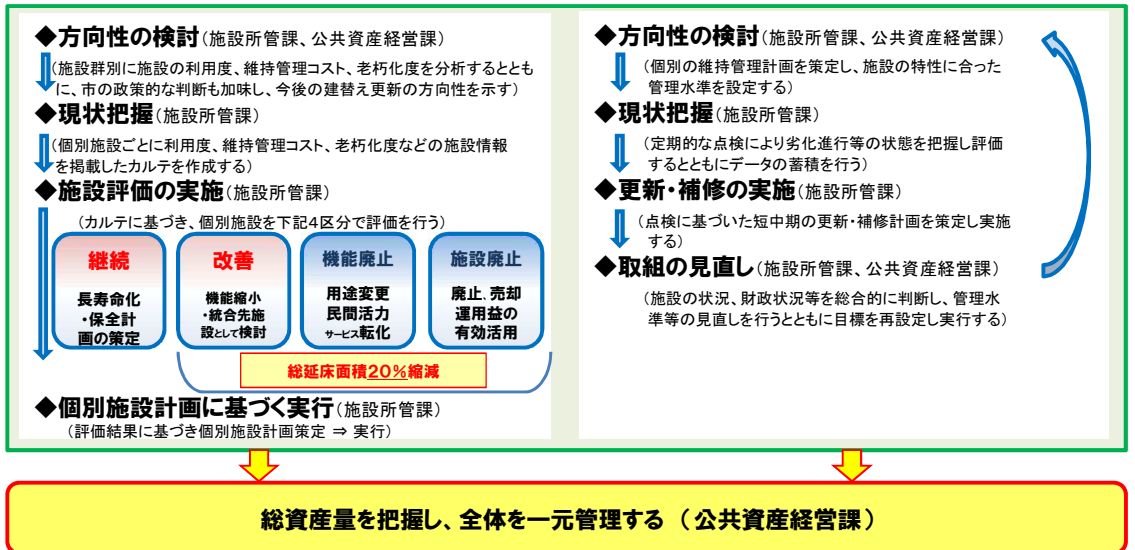 ◆方向性の検討(施設所管課、公共資産経営課)
(施設群別に施設の利用度、維持管理コスト、老朽化度を分析するととも
に、市の政策的な判断も加味し、今後の建替え更新の方向性を示す)
◆現状把握(施設所管課)
(個別施設ごとに利用度、維持管理コスト、老朽化度などの施設情報
を掲載したカルテを作成する)
◆施設評価の実施(施設所管課)
(カルテに基づき、個別施設を下記4区分で評価を行う)
継続
長寿命化
・保全計
画の策定
改善
機能縮小
・統合先施
設として検討
機能廃止
用途変更
民間活力
サービス転化
施設廃止
廃止、売却
運用益の
有効活用
総延床面積20%縮減
◆個別施設計画に基づく実行(施設所管課)
(評価結果に基づき個別施設計画策定 ⇒ 実行)
◆方向性の検討(施設所管課、公共資産経営課)
(個別の維持管理計画を策定し、施設の特性に合った
管理水準を設定する)
◆現状把握(施設所管課)
(定期的な点検により劣化進行等の状態を把握し評価
するとともにデータの蓄積を行う)
◆更新・補修の実施(施設所管課)
(点検に基づいた短中期の更新・補修計画を策定し実施
する)
◆取組の見直し(施設所管課、公共資産経営課)
(施設の状況、財政状況等を総合的に判断し、管理水
準等の見直しを行うとともに目標を再設定し実行する)
総資産量を把握し、全体を一元管理する (公共資産経営課)